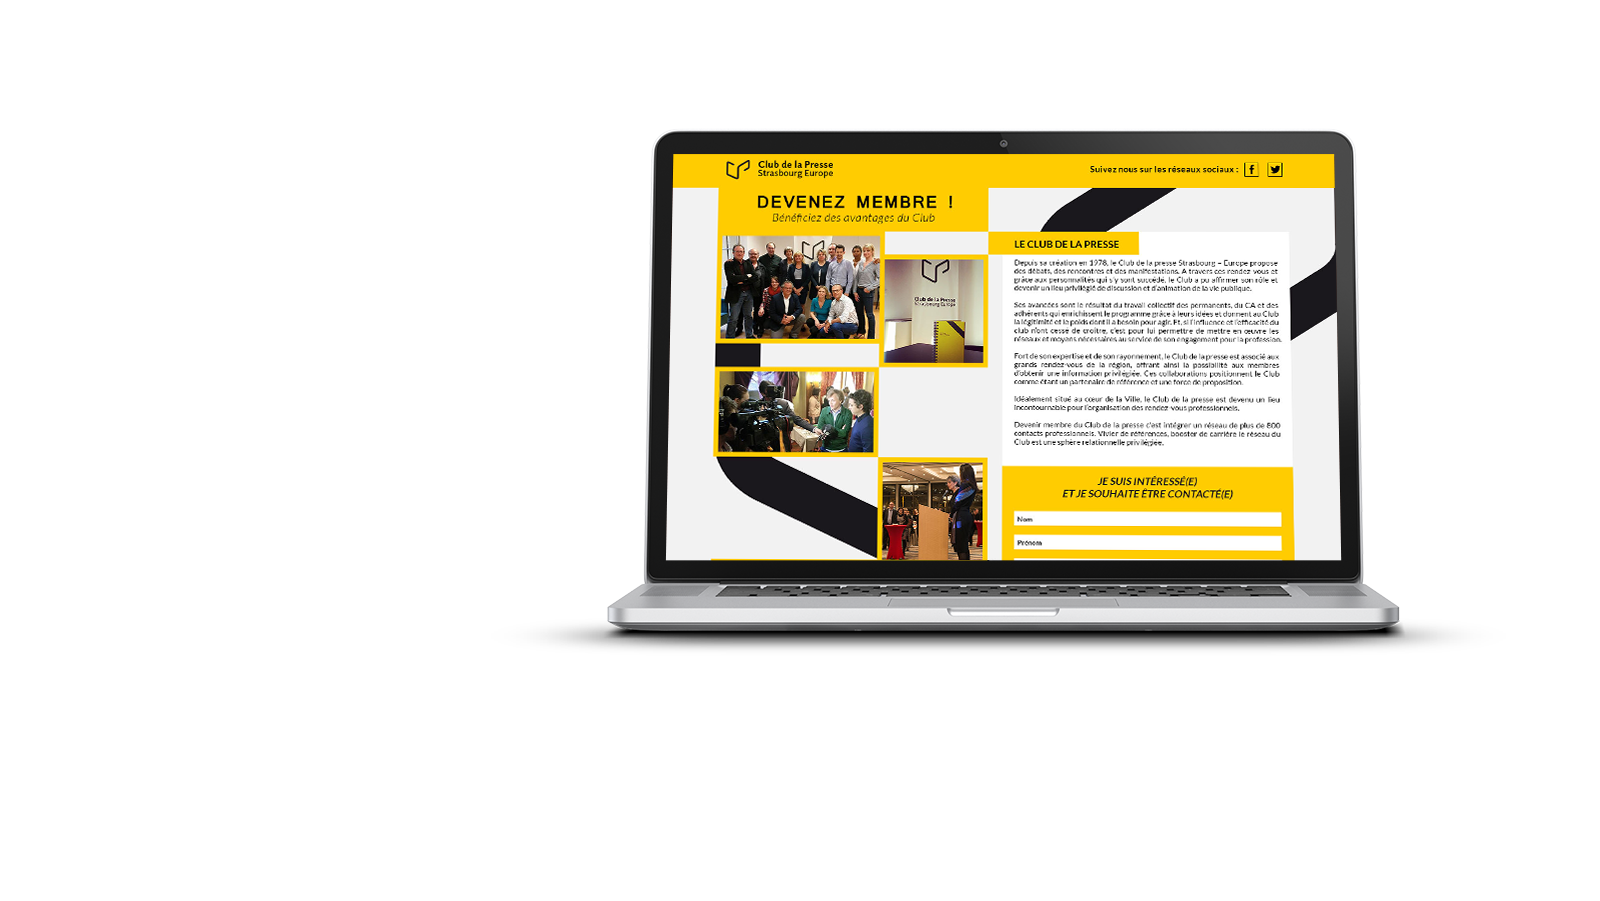 Club de la Presse
Strasbourg Europe
Suivez nous sur les réseaux sociaux :
DEVENEZ MEMBRE !
Bénéficiez des avantages du Club
Club de la Presse
Strasbourg Europe
LE CLUB DE LA PRESSE
Depuis sa création en 1978, le Club de la presse Strasbourg – Europe propose
des débats, des rencontres et des manifestations. A travers ces rendez vous et
grâce aux personnalités qui s'y sont succédé, le Club a pu affirmer son rôle et
devenir un lieu privilégié de discussion et d'animation de la vie publique.
Ses avancées sont le résultat du travail collectif des permanents, du CA et des
adhérents qui enrichissent le programme grâce à leurs idées et donnent au Club
la légitimité et le poids dont il a besoin pour agir. Et, si l'influence et l'efficacité du
club n'ont cesse de croître, c'est pour lui permettre de mettre en œuvre les
réseaux et moyens nécessaires au service de son engagement pour la profession.
Fort de son expertise et de son rayonnement, le Club de la presse est associé aux
grands rendez-vous de la région, offrant ainsi la possibilité aux membres
d'obtenir une information privilégiée. Ces collaborations positionnent le Club
comme étant un partenaire de référence et une force de proposition.
Idéalement situé au cœur de la Ville, le Club de la presse est devenu un lieu
incontournable pour l'organisation des rendez-vous professionnels.
Devenir membre du Club de la presse c'est intégrer un réseau de plus de 800
contacts professionnels. Vivier de références, booster de carrière le réseau du
Club est une sphère relationnelle privilégiée.
JE SUIS INTÉRESSÉ(E)
ET JE SOUHAITE ÊTRE CONTACTÉ(E)
Nom
Prénom